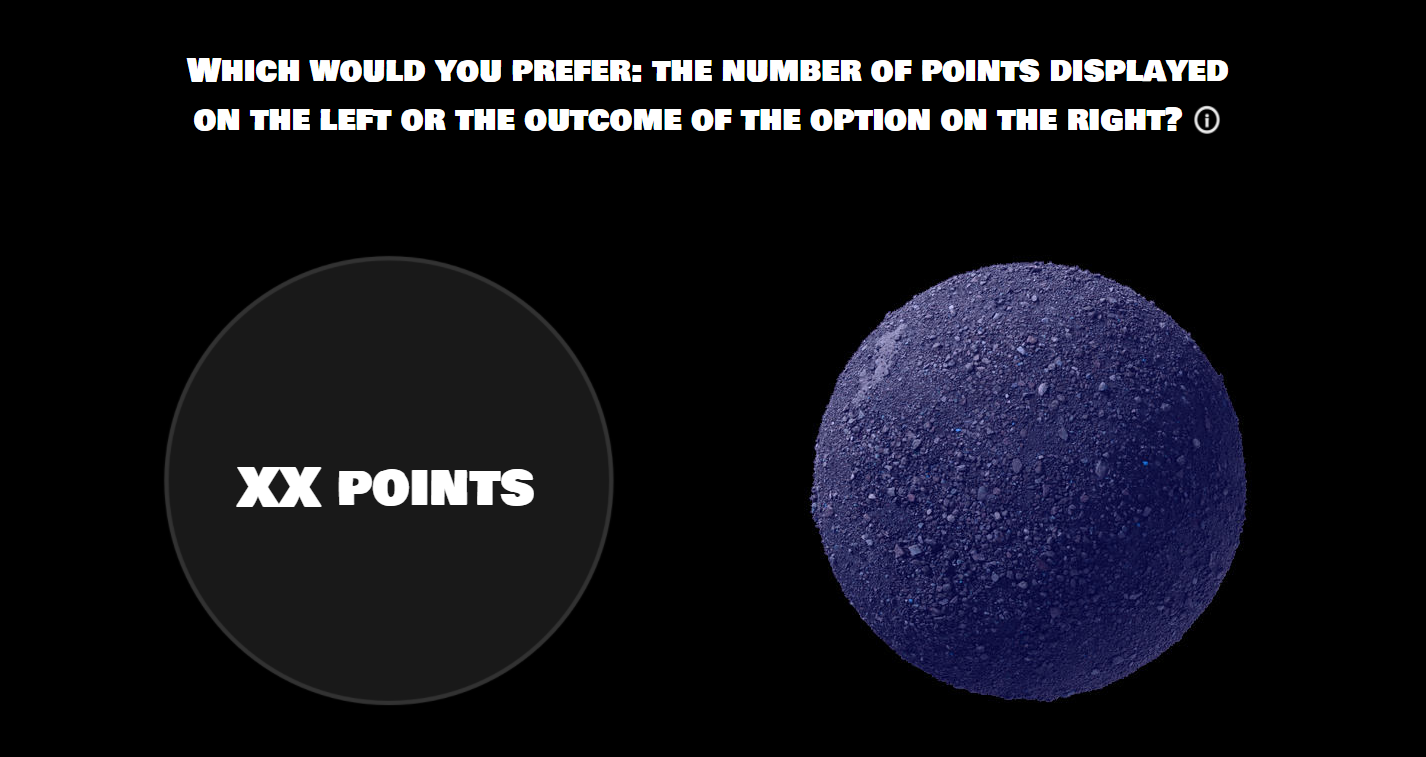 Which would you prefer: the number of points displayed
on the left or the outcome of the option on the right? ⓘ
XX points